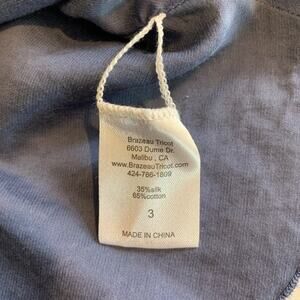 Brazeau Tricot
6603 Dume Dr.
Malibu , CA
www.BrazeauTricot.com
424-786-1809
35%silk
65%cotton
3
MADE IN CHINA